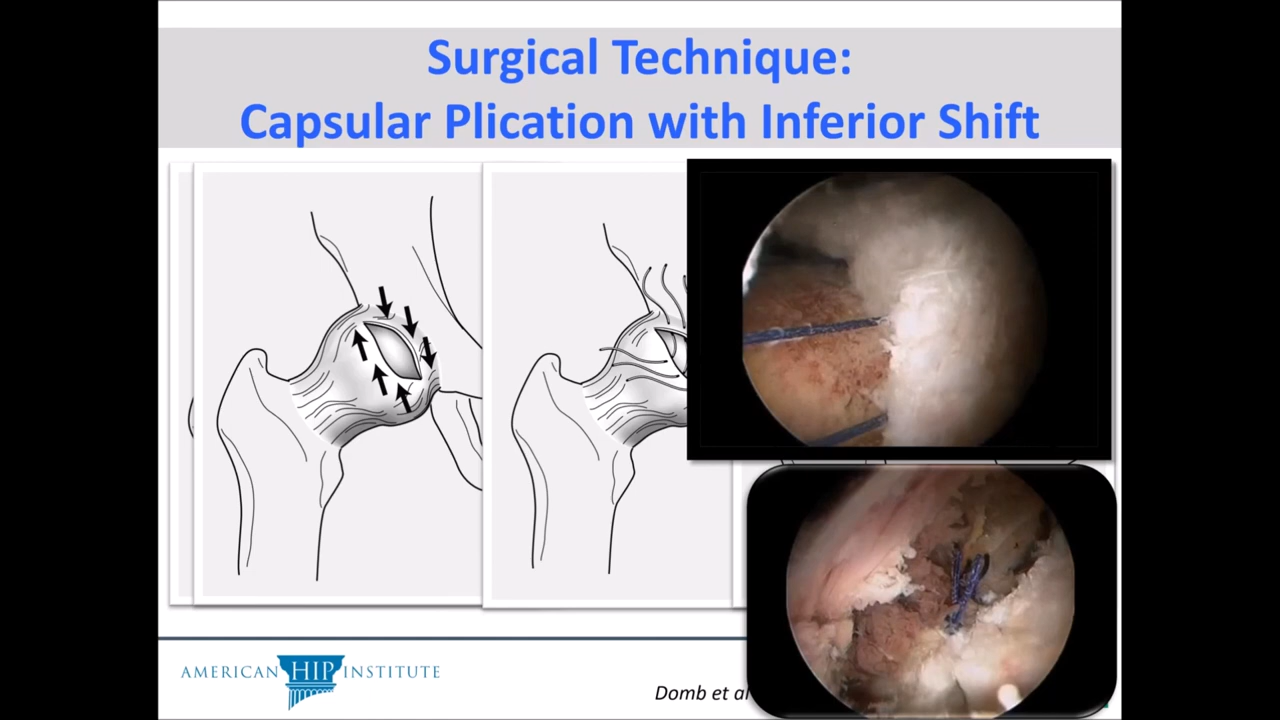 Surgical Technique:
Capsular Plication with Inferior Shift
AMERICAN HIP INSTITUTE
Domb et al